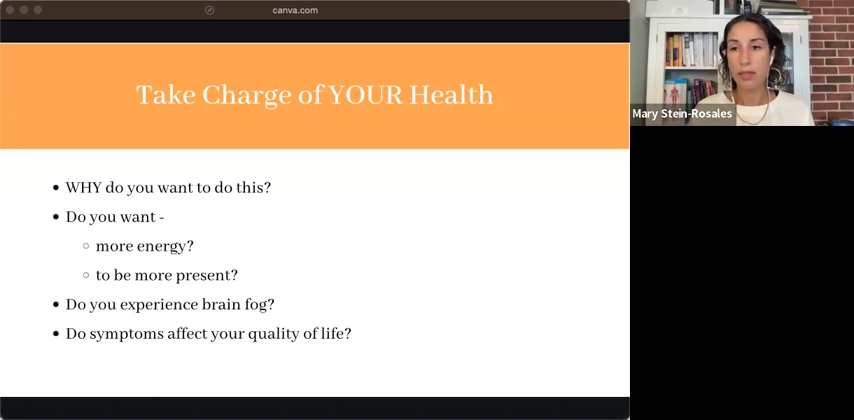 canva.com
Take Charge of YOUR Health
• WHY do you want to do this?
• Do you want -
○ more energy?
○ to be more present?
• Do you experience brain fog?
• Do symptoms affect your quality of life?
Mary Stein-Rosales